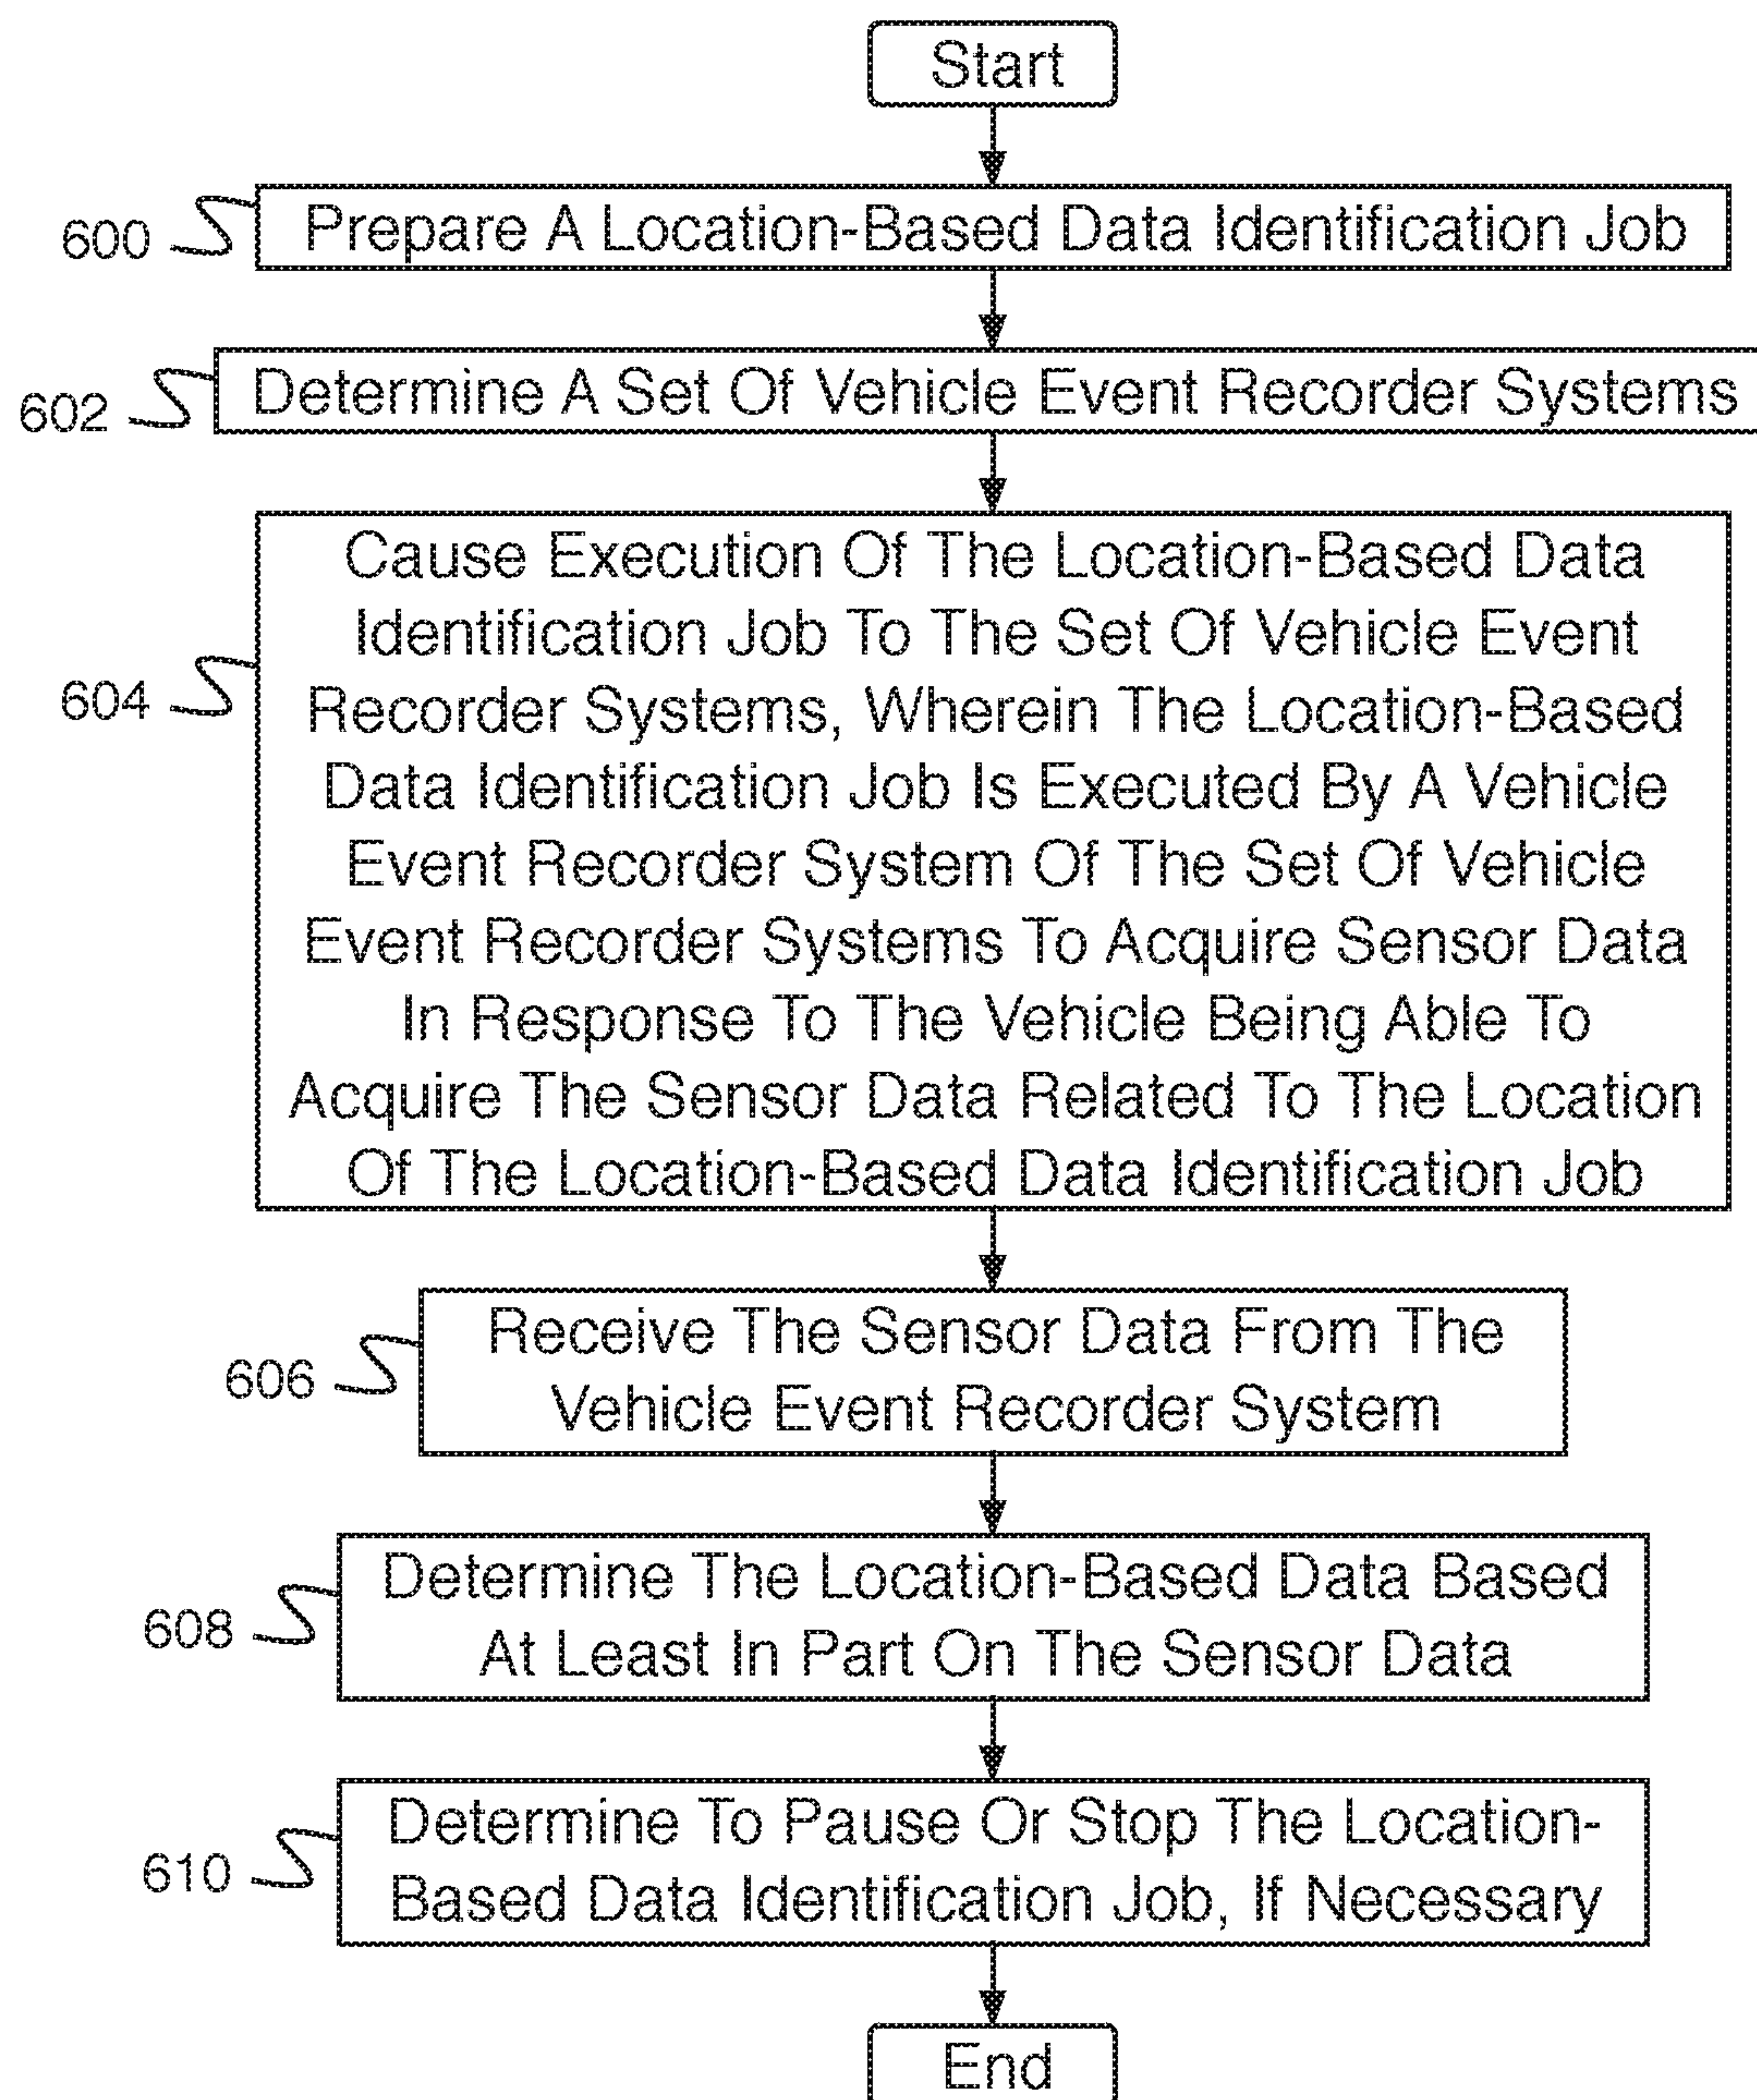 Start
600
Prepare A Location-Based Data Identification Job
602
Determine A Set Of Vehicle Event Recorder Systems
604
Cause Execution Of The Location-Based Data
Identification Job To The Set Of Vehicle Event
Recorder Systems, Wherein The Location-Based
Data Identification Job Is Executed By A Vehicle
Event Recorder System Of The Set Of Vehicle
Event Recorder Systems To Acquire Sensor Data
In Response To The Vehicle Being Able To
Acquire The Sensor Data Related To The Location
Of The Location-Based Data Identification Job
606
Receive The Sensor Data From The
Vehicle Event Recorder System
608
Determine The Location-Based Data Based
At Least In Part On The Sensor Data
610
Determine To Pause Or Stop The Location-
Based Data Identification Job, If Necessary
End